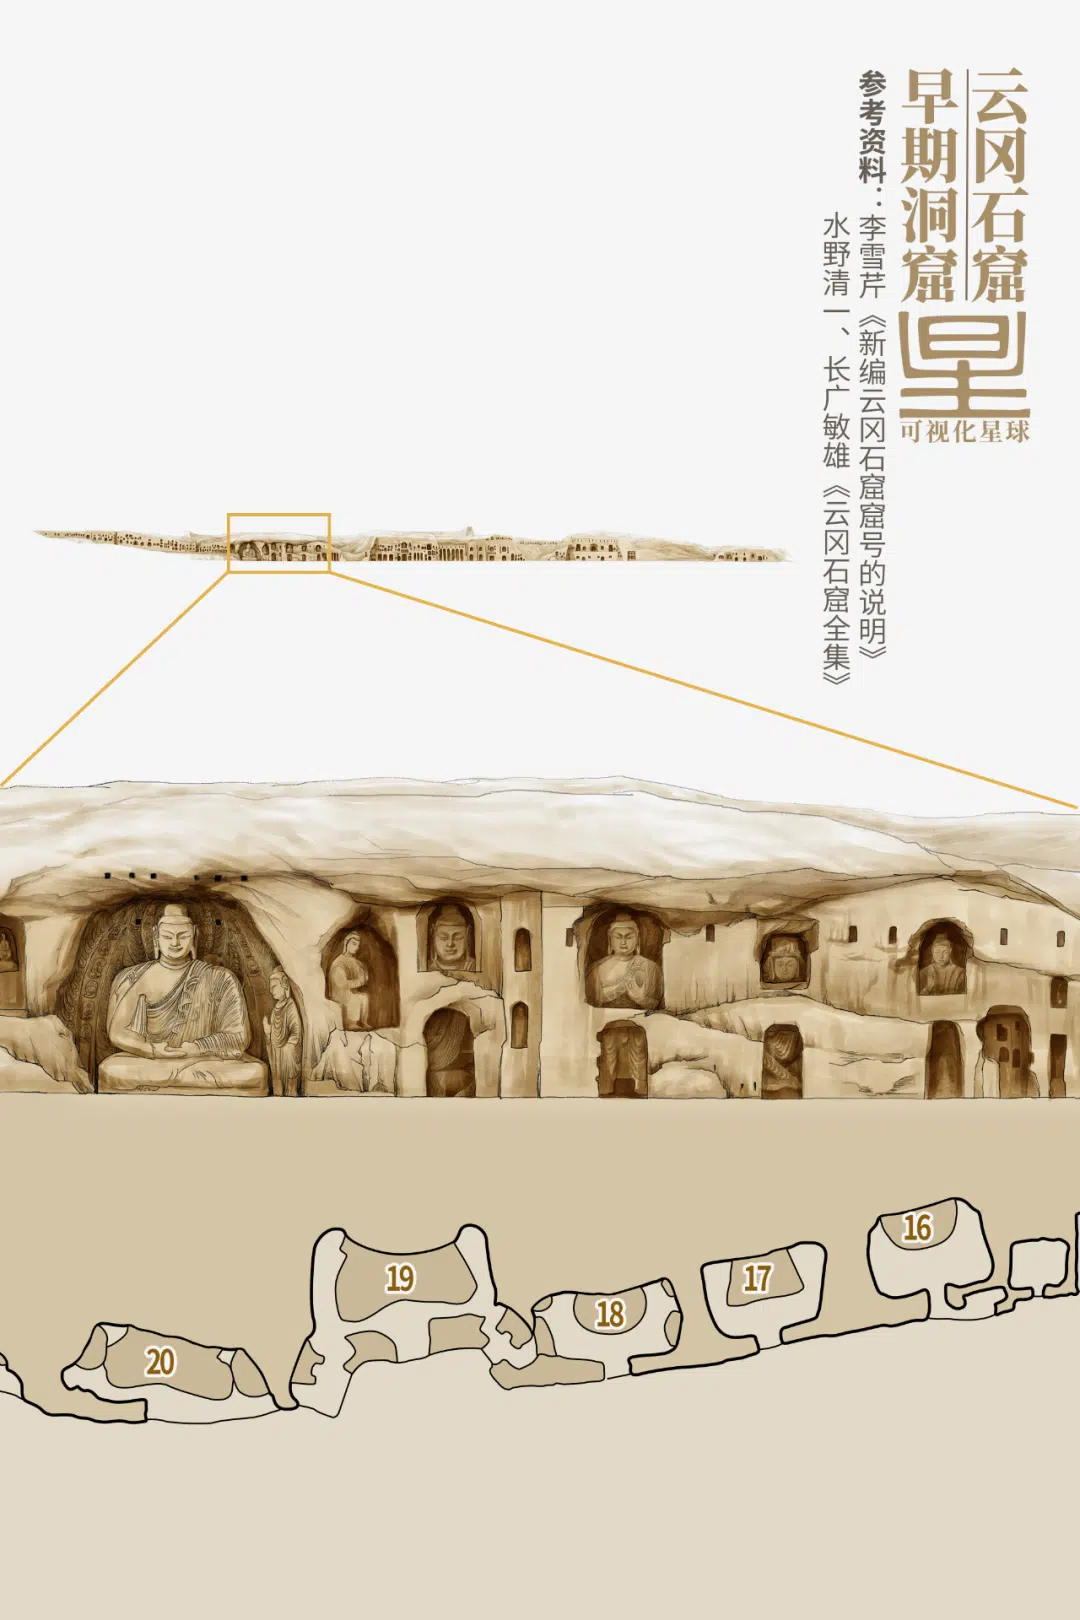 云冈石窟
早期洞窟
星
可视化星球
参考资料：李雪芹《新编云冈石窟窟号的说明》
水野清一、长广敏雄《云冈石窟全集》
20
19
18
17
16